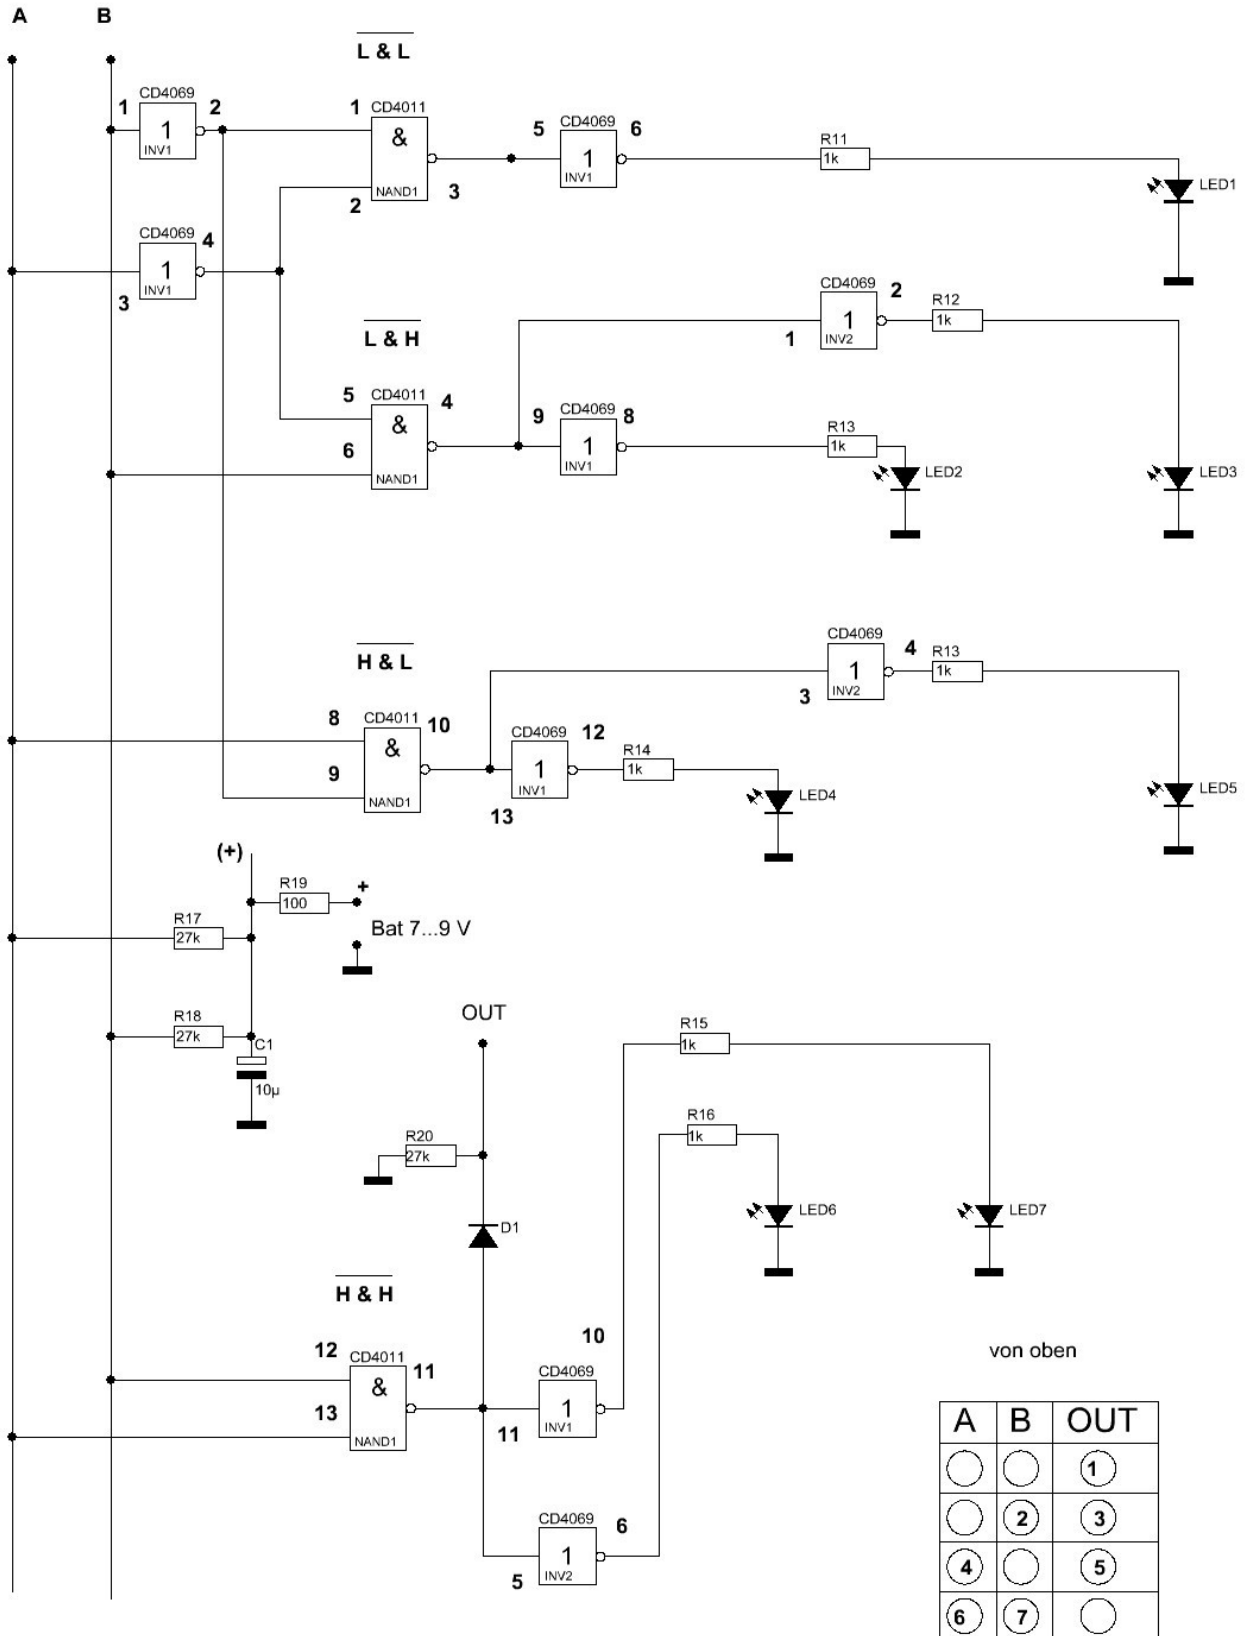 A B
L & L
CD4069
1 2
1
INV1
1 CD4011
&
NAND1
2 3
CD4069
5 6
1
INV1
R11
1k
LED1
CD4069
4
1
INV1
3
CD4069
2
1
INV2
1
R12
1k
L & H
5 CD4011 4
&
6
NAND1
CD4069
9 8
1
INV1
R13
1k
LED2
LED3
CD4069
4
1
INV2
3
R13
1k
H & L
8 CD4011 10
&
9
NAND1
CD4069 12
1
INV1
13
R14
1k
LED4
LED5
(+)
R19
100
+
Bat 7...9 V
R17
27k
R18
27k
C1
10µ
OUT
R15
1k
R16
1k
R20
27k
LED6
LED7
D1
H & H
12 CD4011 11
&
13
NAND1
10
CD4069
1
INV1
11
CD4069
6
1
INV2
5
von oben
A B OUT
1
2 3
4 5
6 7